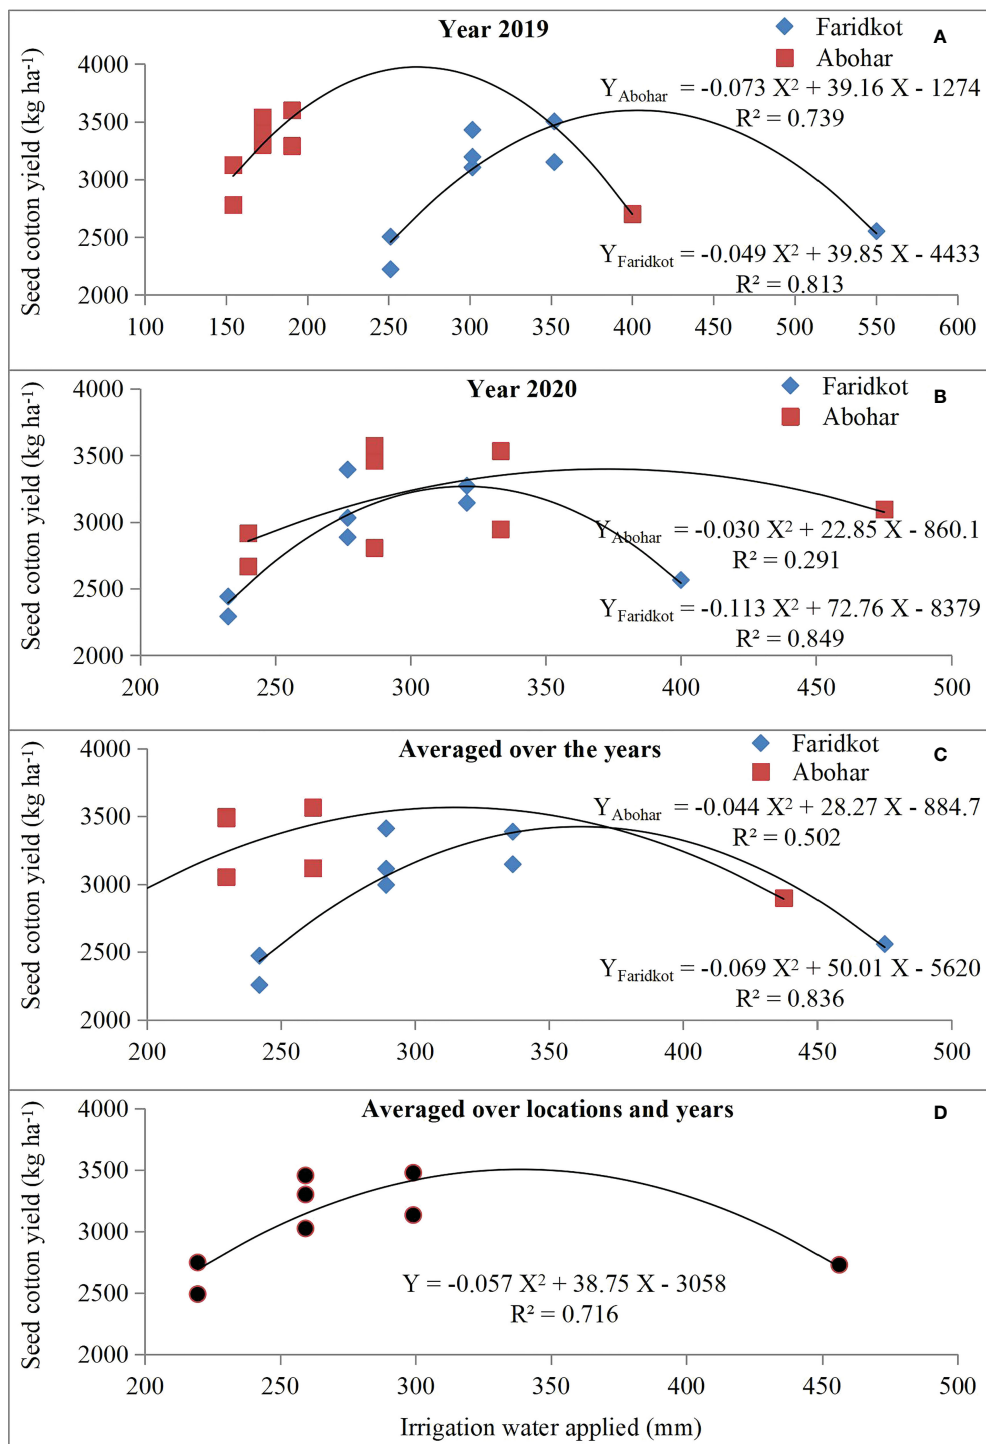 Year 2019
Faridkot
Abohar
A
Seed cotton yield (kg ha⁻¹)
4000
3500
3000
2500
2000
Y_Abohar = -0.073 X² + 39.16 X - 1274
R² = 0.739
Y_Faridkot = -0.049 X² + 39.85 X - 4433
R² = 0.813
100 150 200 250 300 350 400 450 500 550 600
Year 2020
Faridkot
Abohar
B
Seed cotton yield (kg ha⁻¹)
4000
3500
3000
2500
2000
Y_Abohar = -0.030 X² + 22.85 X - 860.1
R² = 0.291
Y_Faridkot = -0.113 X² + 72.76 X - 8379
R² = 0.849
200 250 300 350 400 450 500
Averaged over the years
Faridkot
Abohar
C
Seed cotton yield (kg ha⁻¹)
4000
3500
3000
2500
2000
Y_Abohar = -0.044 X² + 28.27 X - 884.7
R² = 0.502
Y_Faridkot = -0.069 X² + 50.01 X - 5620
R² = 0.836
200 250 300 350 400 450 500
Averaged over locations and years
D
Seed cotton yield (kg ha⁻¹)
4000
3500
3000
2500
2000
Y = -0.057 X² + 38.75 X - 3058
R² = 0.716
200 250 300 350 400 450 500
Irrigation water applied (mm)